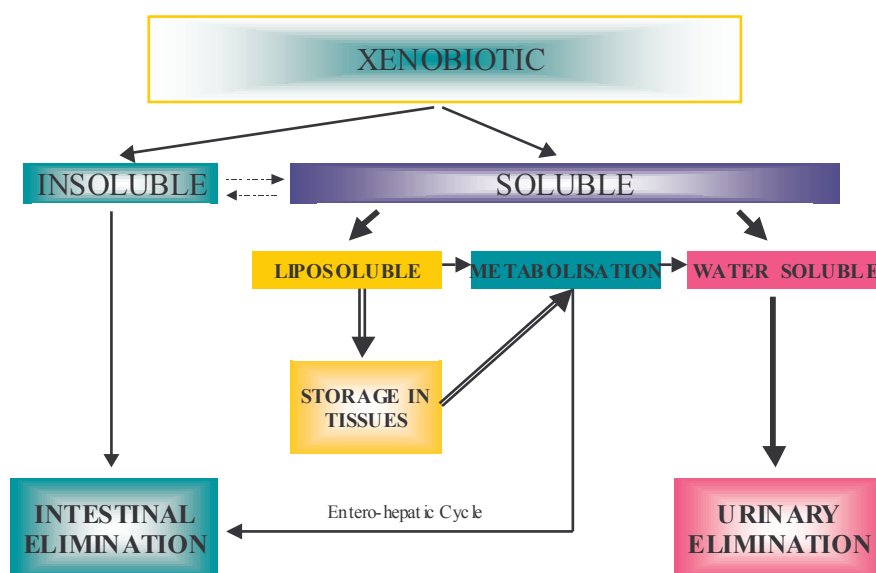 XENOBIOTIC
INSOLUBLE
SOLUBLE
LIPOSOLUBLE
METABOLISATION
WATER SOLUBLE
STORAGE IN
TISSUES
INTESTINAL
ELIMINATION
Entero-hepatic Cycle
URINARY
ELIMINATION